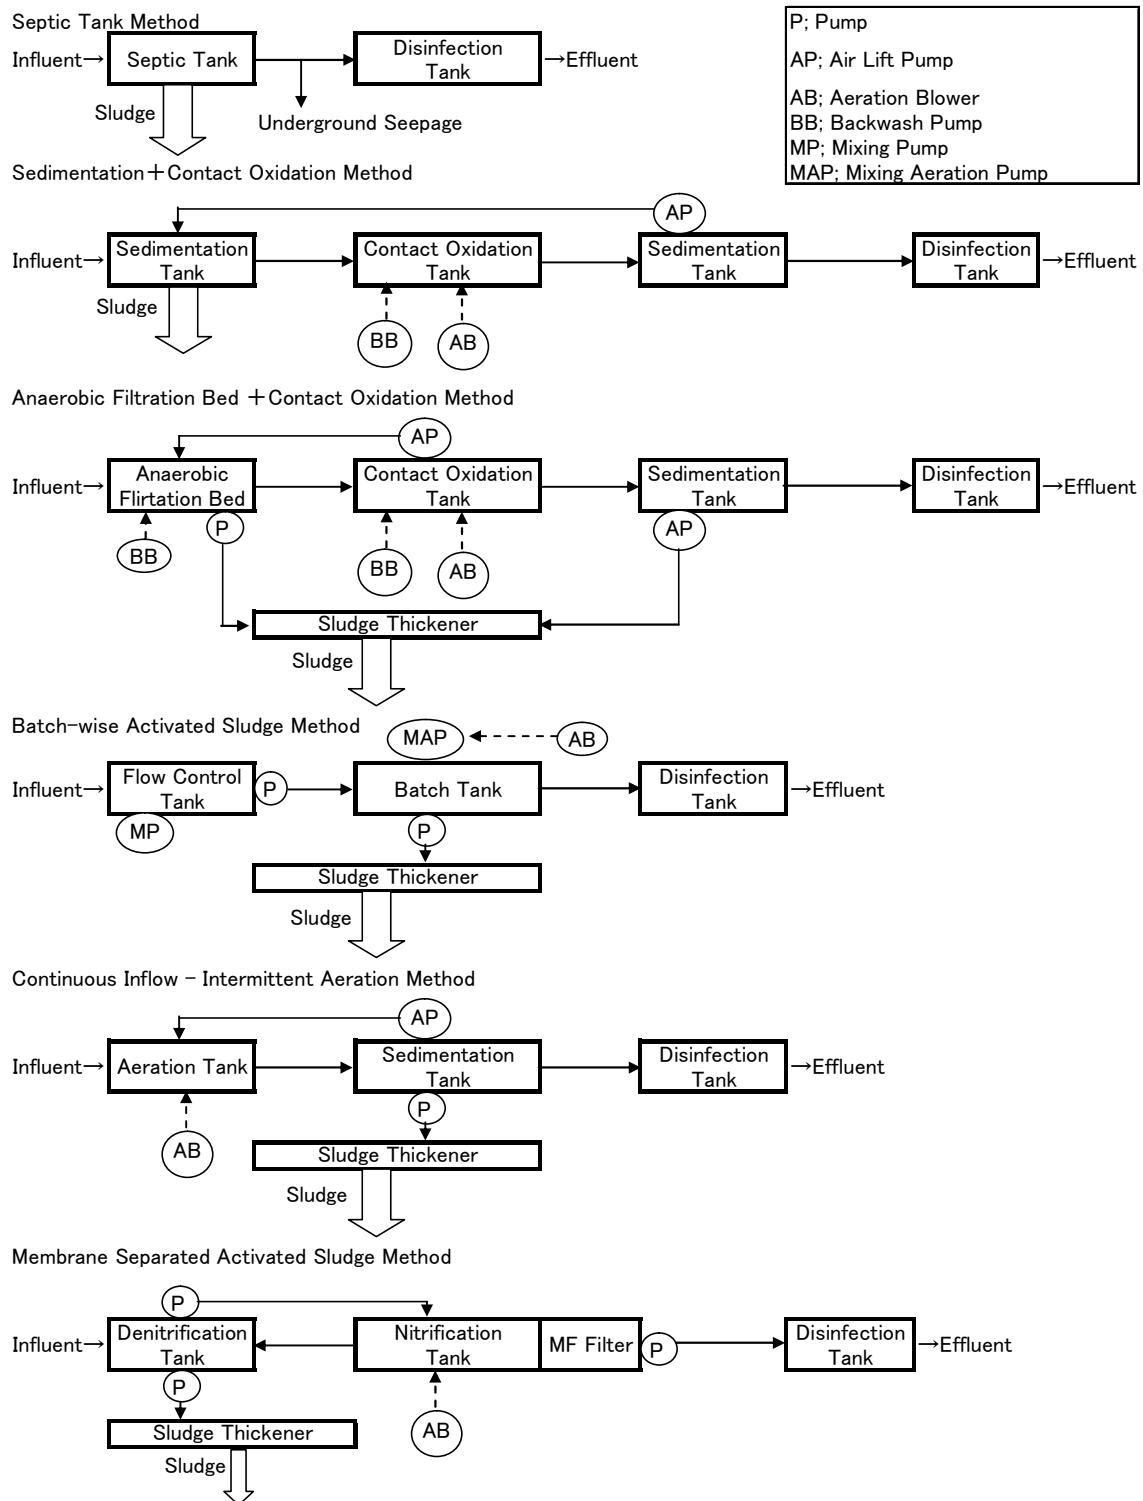 Septic Tank Method
Influent→
Septic Tank
Disinfection
Tank
→Effluent
Sludge
Underground Seepage
P; Pump
AP; Air Lift Pump
AB; Aeration Blower
BB; Backwash Pump
MP; Mixing Pump
MAP; Mixing Aeration Pump
Sedimentation＋Contact Oxidation Method
AP
Influent→
Sedimentation
Tank
Contact Oxidation
Tank
Sedimentation
Tank
Disinfection
Tank
→Effluent
Sludge
BB
AB
Anaerobic Filtration Bed ＋Contact Oxidation Method
AP
Influent→
Anaerobic
Flirtation Bed
Contact Oxidation
Tank
Sedimentation
Tank
Disinfection
Tank
→Effluent
P
AP
BB
BB
AB
Sludge Thickener
Sludge
Batch-wise Activated Sludge Method
MAP
AB
Influent→
Flow Control
Tank
P
Batch Tank
Disinfection
Tank
→Effluent
MP
P
Sludge Thickener
Sludge
Continuous Inflow - Intermittent Aeration Method
AP
Influent→
Aeration Tank
Sedimentation
Tank
Disinfection
Tank
→Effluent
P
AB
Sludge Thickener
Sludge
Membrane Separated Activated Sludge Method
P
Influent→
Denitrification
Tank
Nitrification
Tank
MF Filter
P
Disinfection
Tank
→Effluent
P
AB
Sludge Thickener
Sludge